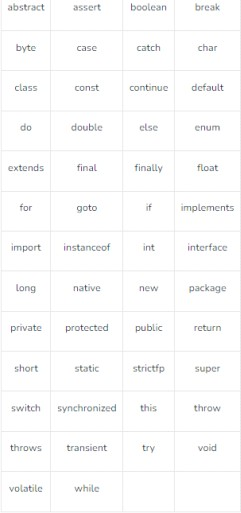 abstract assert boolean break
byte case catch char
class const continue default
do double else enum
extends final finally float
for goto if implements
import instanceof int interface
long native new package
private protected public return
short static strictfp super
switch synchronized this throw
throws transient try void
volatile while